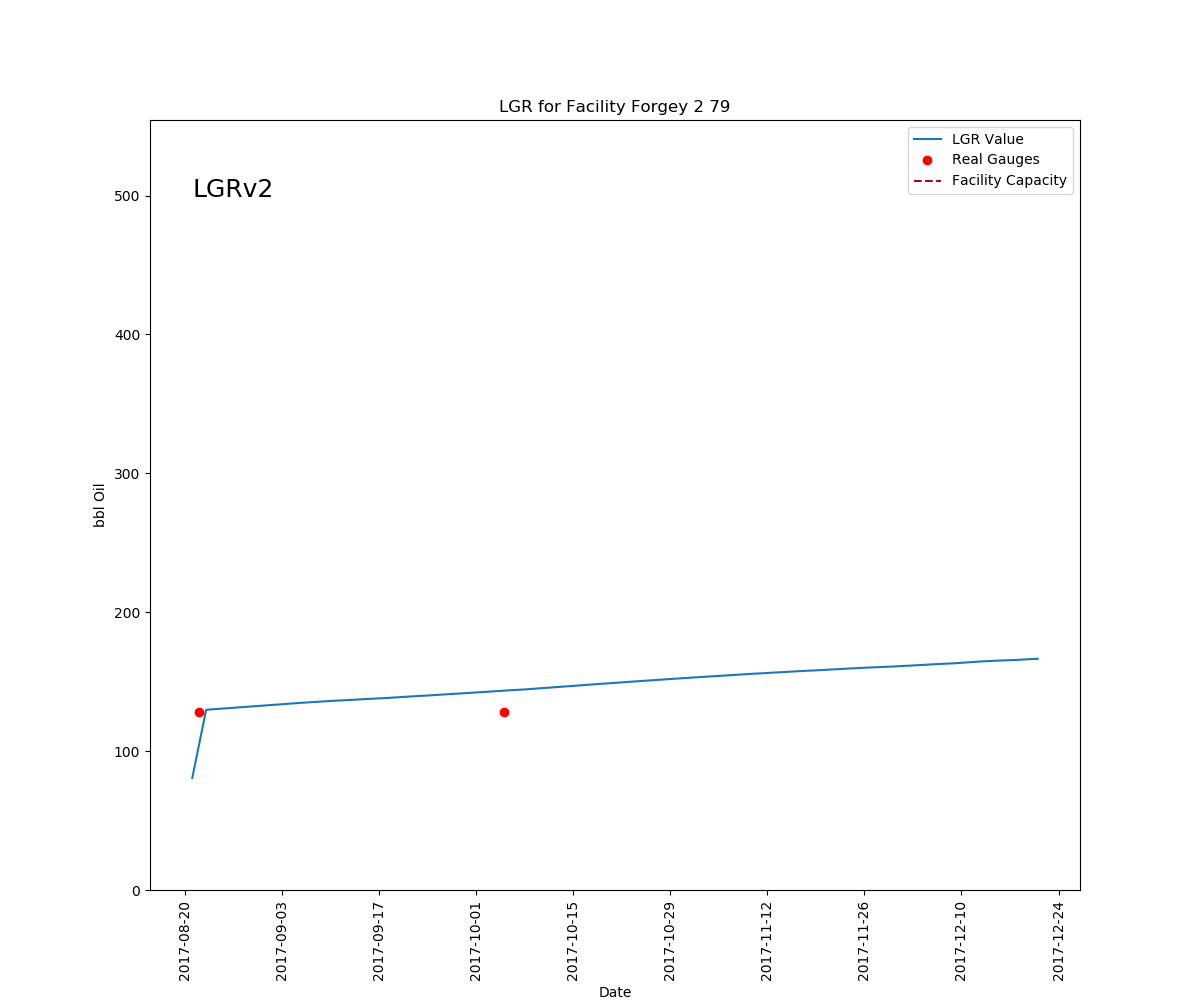 LGR for Facility Forgey 2 79
LGRv2
LGR Value
Real Gauges
Facility Capacity
500
400
300
200
100
0
bbl Oil
2017-08-20
2017-09-03
2017-09-17
2017-10-01
2017-10-15
2017-10-29
2017-11-12
2017-11-26
2017-12-10
2017-12-24
Date